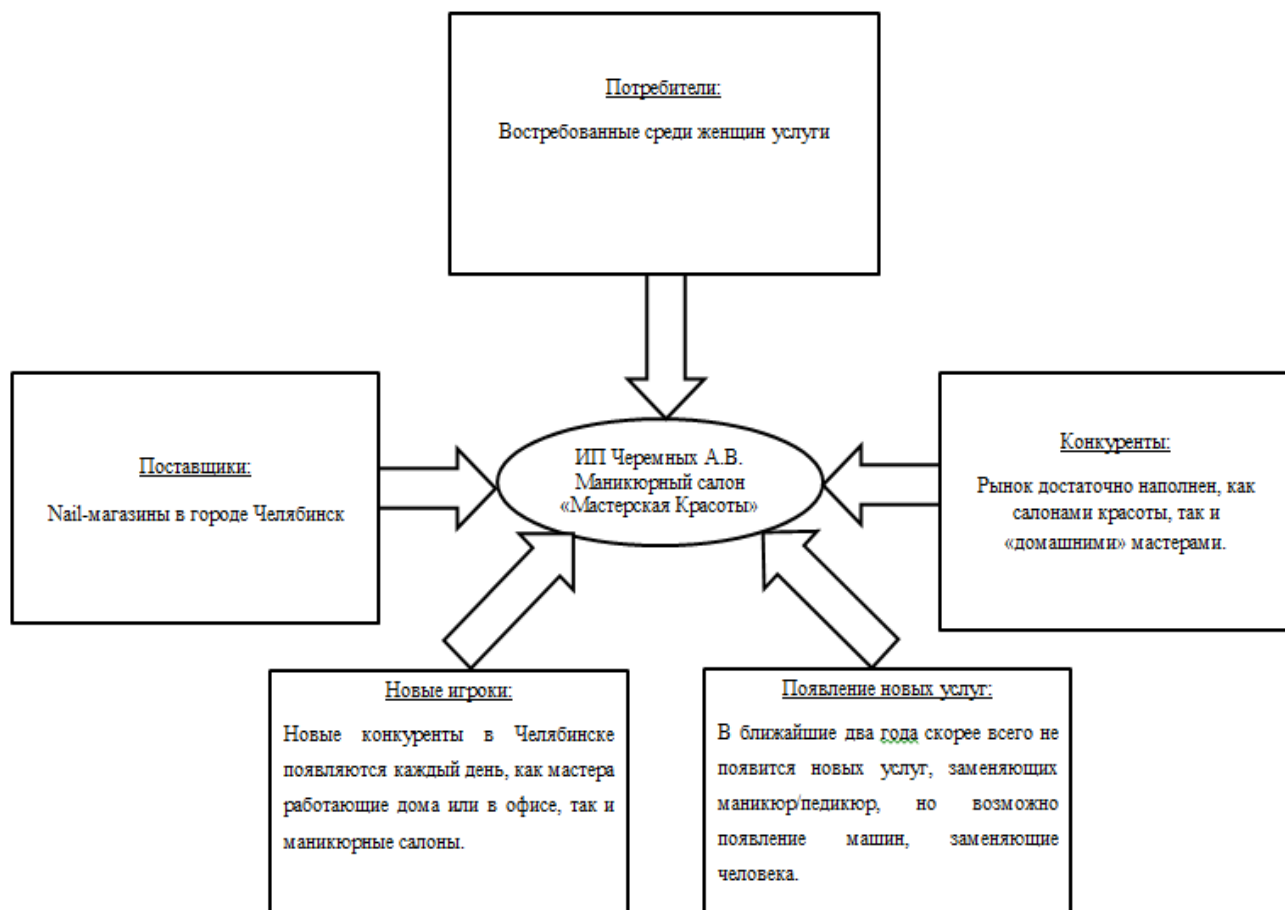 Потребители:
Востребованные среди женщин услуги
Поставщики:
Nail-магазины в городе Челябинск
ИП Черемных А.В.
Маникюрный салон
«Мастерская Красоты»
Конкуренты:
Рынок достаточно наполнен, как
салонами красоты, так и
«домашними» мастерами.
Новые игроки:
Новые конкуренты в Челябинске
появляются каждый день, как мастера
работающие дома или в офисе, так и
маникюрные салоны.
Появление новых услуг:
В ближайшие два года скорее всего не
появится новых услуг, заменяющих
маникюр/педикюр, но возможно
появление машин, заменяющие
человека.